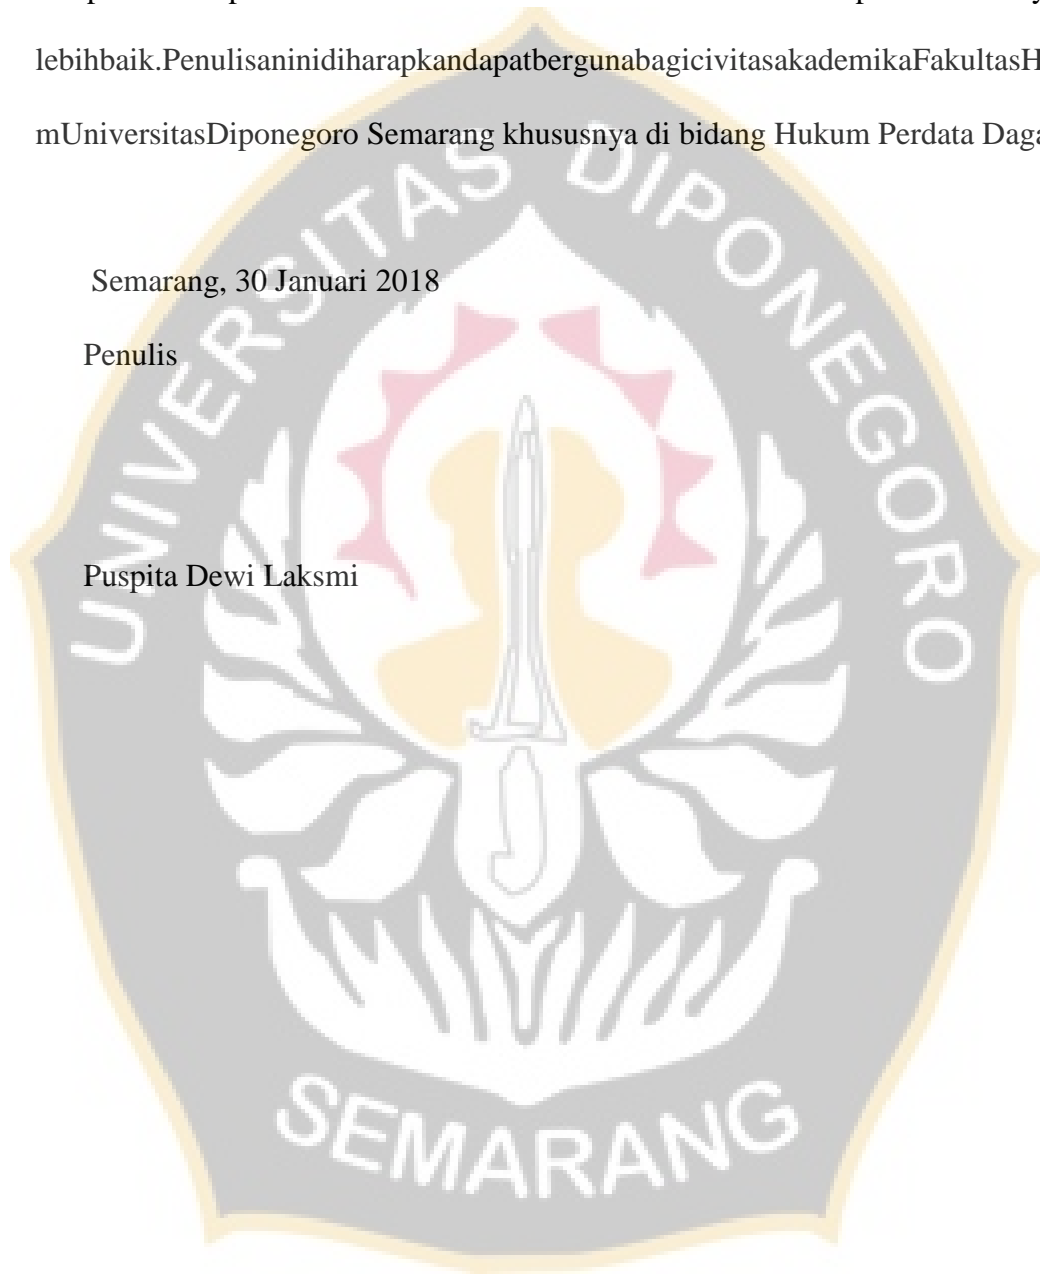 lebihbaik.PenulisaninidiharapkandapatbergunabagicivitasakademikaFakultasH
mUniversitasDiponegoro Semarang khususnya di bidang Hukum Perdata Daga
Semarang, 30 Januari 2018
Penulis
Puspita Dewi Laksmi
UNIVERSITAS DIPONEGORO
SEMARANG